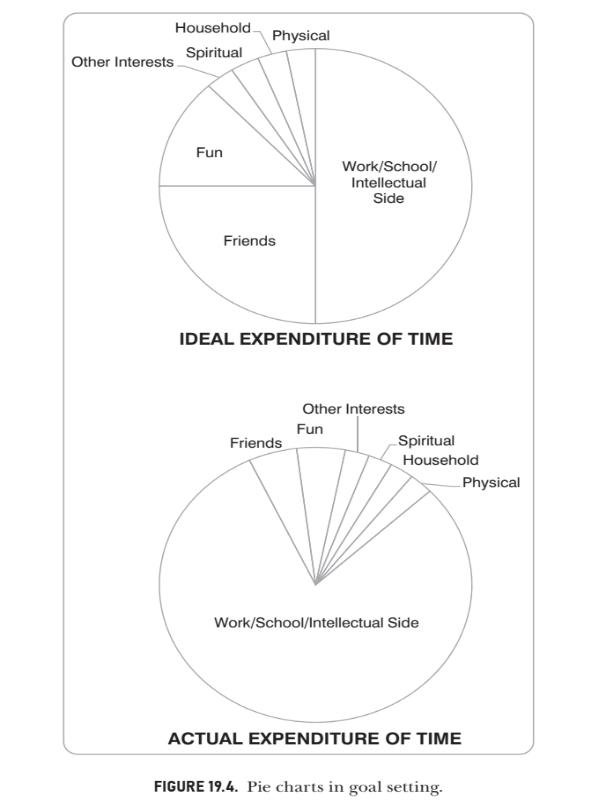 Household
Physical
Spiritual
Other Interests
Fun
Work/School/
Intellectual
Side
Friends
IDEAL EXPENDITURE OF TIME
Other Interests
Fun
Friends
Spiritual
Household
Physical
Work/School/Intellectual Side
ACTUAL EXPENDITURE OF TIME
FIGURE 19.4. Pie charts in goal setting.